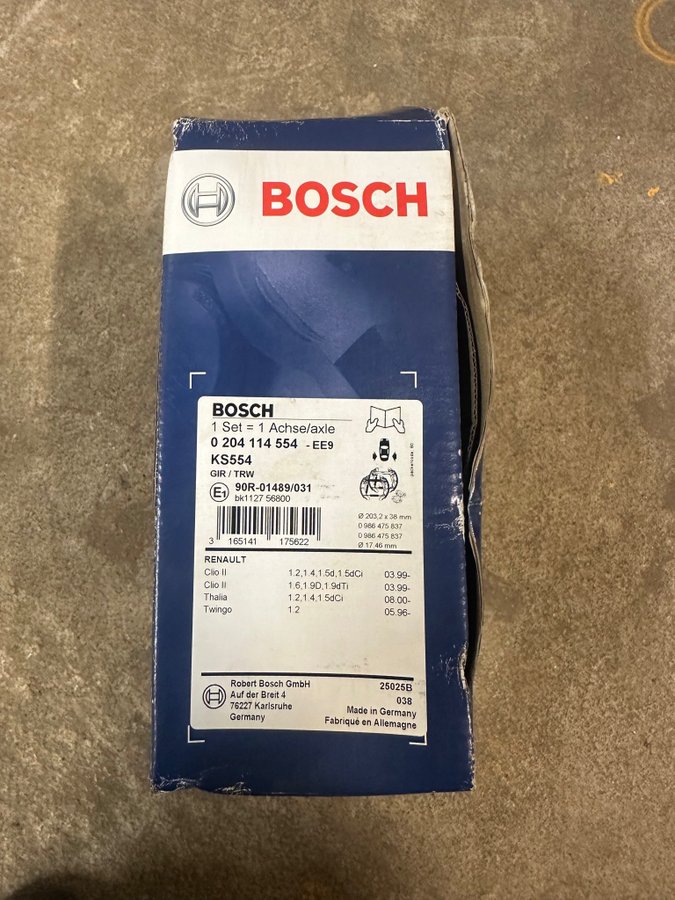 BOSCH
BOSCH
1 Set = 1 Achse/axle
0 204 114 554 - EE9
KS554
GIR / TRW
E1 90R-01489/031
bk1127 56800
3 165141 175622
Ø 203,2 x 38 mm
0 986 475 837
0 986 475 837
Ø 17.46 mm
RENAULT
Clio II 1.2,1.4,1.5d,1.5dCi 03.99-
Clio II 1.6,1.9D,1.9dTi 03.99-
Thalia 1.2,1.4,1.5dCi 08.00-
Twingo 1.2 05.96-
Robert Bosch GmbH
Auf der Breit 4
76227 Karlsruhe
Germany
25025B
038
Made in Germany
Fabriqué en Allemagne